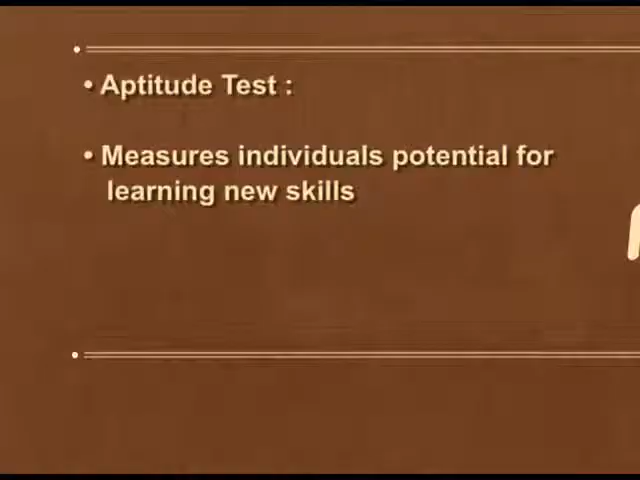 • Aptitude Test :
• Measures individuals potential for
learning new skills